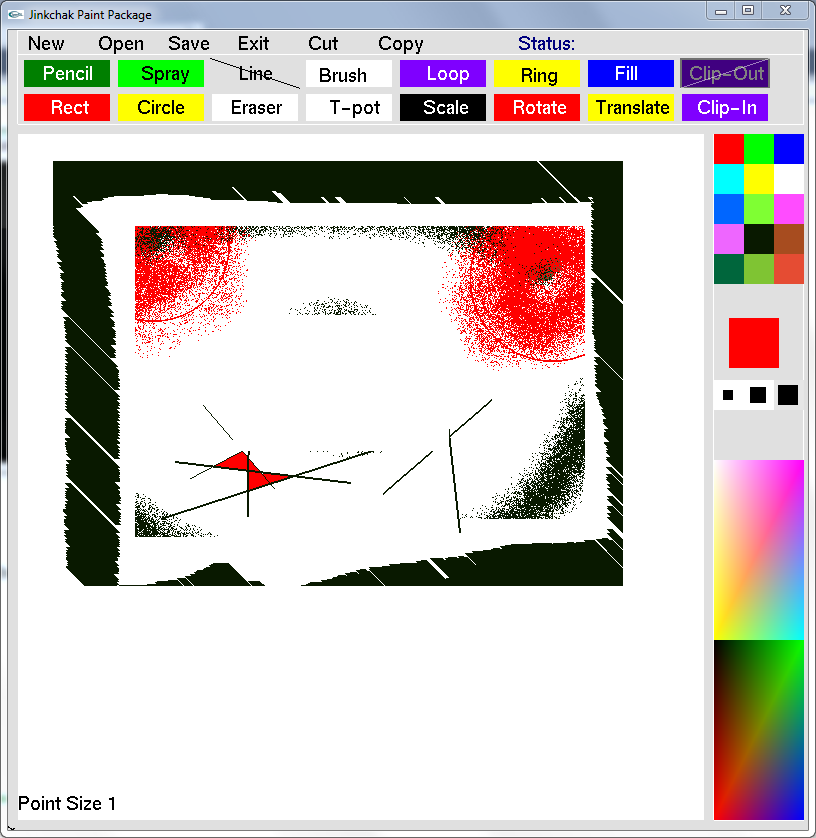 Jinkchak Paint Package
New Open Save Exit Cut Copy Status:
Pencil Spray Line Brush Loop Ring Fill Clip-Out
Rect Circle Eraser T-pot Scale Rotate Translate Clip-In
Point Size 1